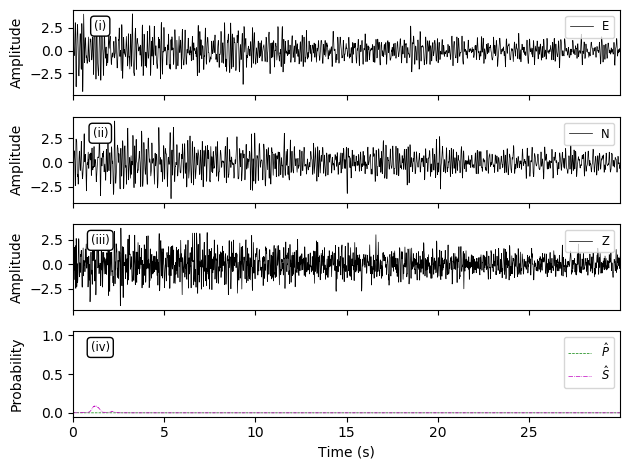 (i)
E
Amplitude
2.5
0.0
−2.5
(ii)
N
Amplitude
2.5
0.0
−2.5
(iii)
Z
Amplitude
2.5
0.0
−2.5
(iv)
P̂
Ŝ
Probability
1.0
0.5
0.0
0 5 10 15 20 25
Time (s)